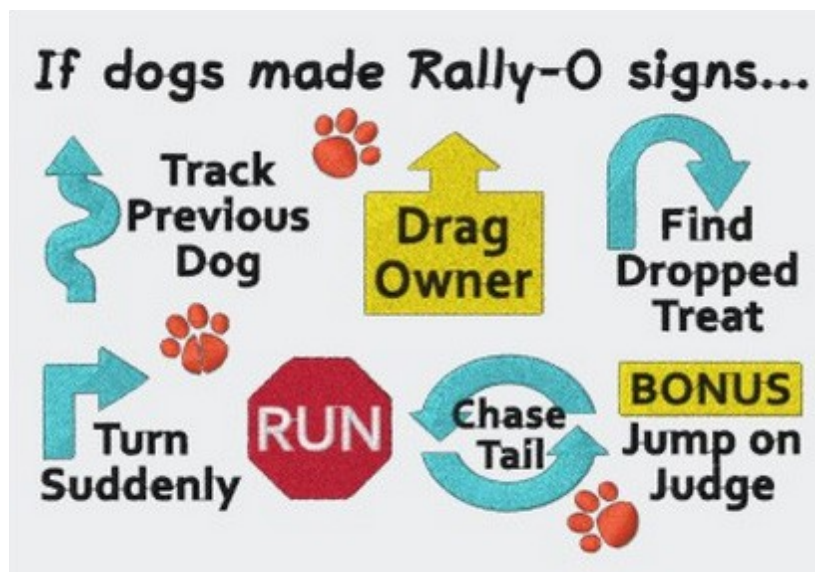 If dogs made Rally-O signs...
Track
Previous
Dog
Drag
Owner
Find
Dropped
Treat
Turn
Suddenly
RUN
Chase
Tail
BONUS
Jump on
Judge